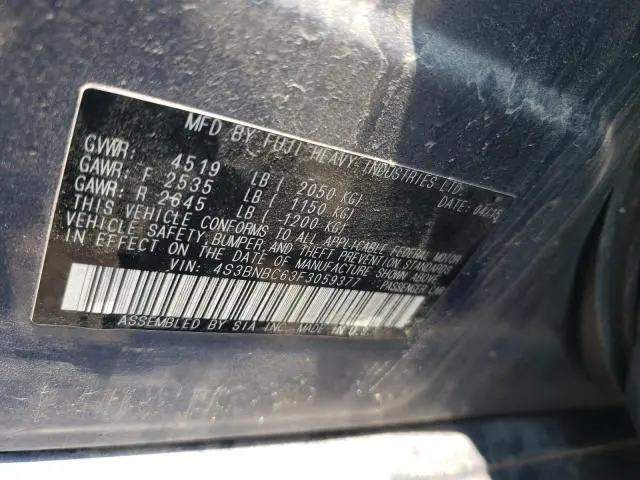 MFD BY FUJI HEAVY INDUSTRIES LTD.
GVWR: 4519 LB ( 2050 KG) DATE:
GAWR: F 2535 LB ( 1150 KG)
GAWR: R 2645 LB ( 1200 KG)
THIS VEHICLE CONFORMS TO ALL APPLICABLE FEDERAL MOTOR
VEHICLE SAFETY, BUMPER, AND THEFT PREVENTION STANDARDS
IN EFFECT ON THE DATE OF MANUFACTURE SHOWN ABOVE
VIN: 4S3BNBC63F3059377 PASSENGER
ASSEMBLED BY SIA INC. MADE IN U.S.A